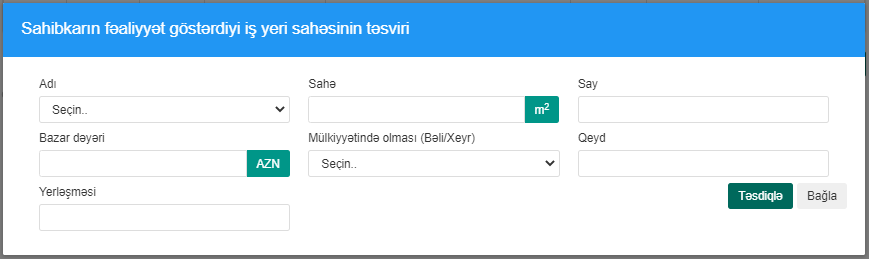 Sahibkarın fəaliyyət göstərdiyi iş yeri sahəsinin təsviri
Adı
Sahə
Say
Seçin..
m²
Bazar dəyəri
Mülkiyyətində olması (Bəli/Xeyr)
Qeyd
AZN
Seçin..
Yerləşməsi
Təsdiqlə
Bağla